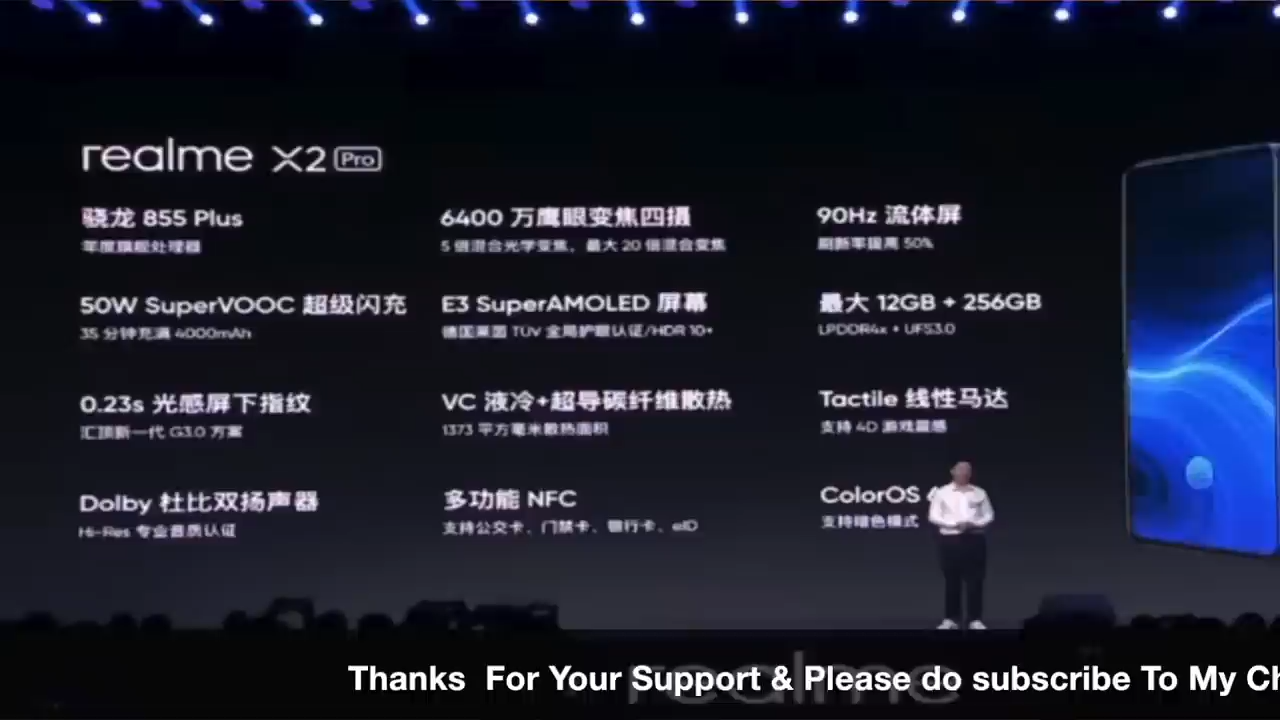 realme X2 Pro
骁龙 855 Plus
年度旗舰处理器
6400 万鹰眼变焦四摄
5 倍混合光学变焦，最大 20 倍混合变焦
90Hz 流体屏
刷新率提高 50%
50W SuperVOOC 超级闪充
35 分钟充满 4000mAh
E3 SuperAMOLED 屏幕
德国莱茵 TÜV 全局护眼认证/HDR 10+
最大 12GB + 256GB
LPDDR4x + UFS3.0
0.23s 光感屏下指纹
汇顶新一代 G3.0 方案
VC 液冷+超导碳纤维散热
1373 平方毫米散热面积
Tactile 线性马达
支持 4D 游戏震感
Dolby 杜比双扬声器
Hi-Res 专业音质认证
多功能 NFC
支持公交卡、门禁卡、银行卡、eID
ColorOS
支持暗色模式
realme
Thanks For Your Support & Please do subscribe To My Ch